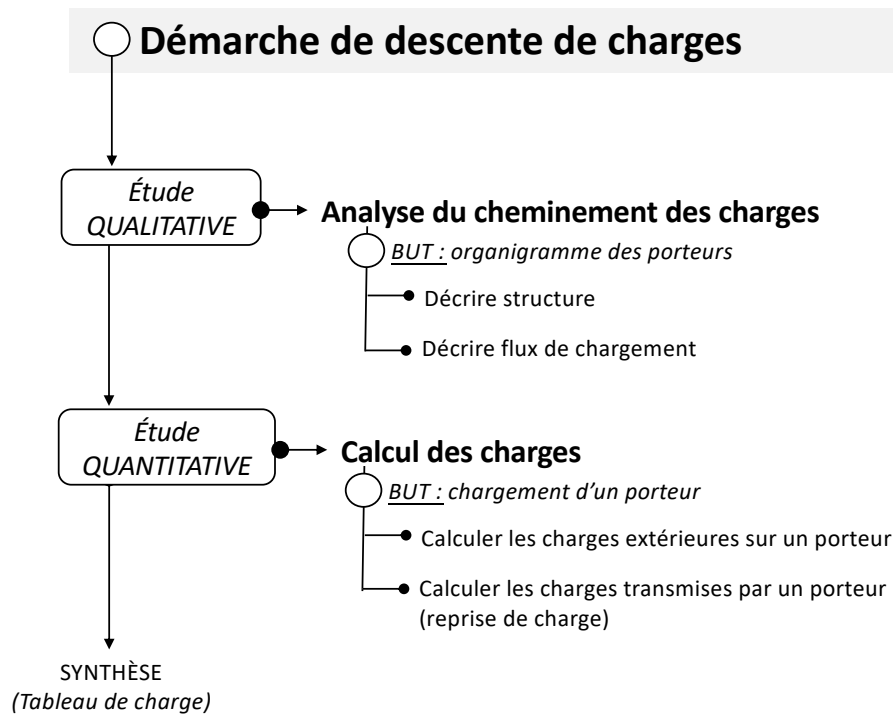 Démarche de descente de charges
Étude
QUALITATIVE
Analyse du cheminement des charges
BUT : organigramme des porteurs
Décrire structure
Décrire flux de chargement
Étude
QUANTITATIVE
Calcul des charges
BUT : chargement d’un porteur
Calculer les charges extérieures sur un porteur
Calculer les charges transmises par un porteur
(reprise de charge)
SYNTHÈSE
(Tableau de charge)